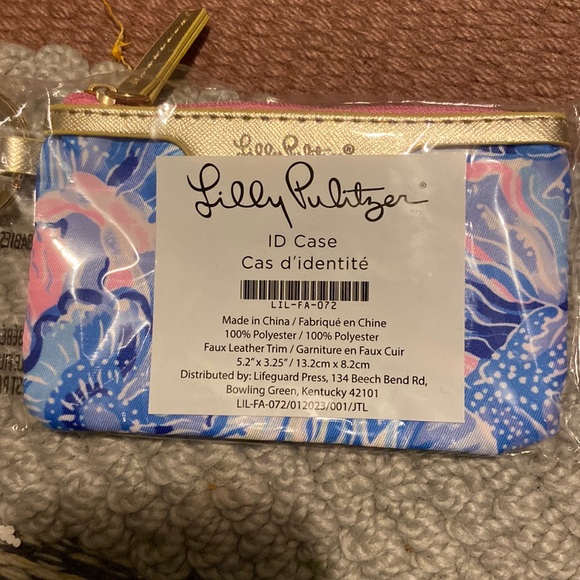 Lilly Pulitzer®
Lilly Pulitzer®
ID Case
Cas d'identité
LIL-FA-072
Made in China / Fabriqué en Chine
100% Polyester / 100% Polyester
Faux Leather Trim / Garniture en Faux Cuir
5.2" x 3.25" / 13.2cm x 8.2cm
Distributed by: Lifeguard Press, 134 Beech Bend Rd,
Bowling Green, Kentucky 42101
LIL-FA-072/012023/001/JTL